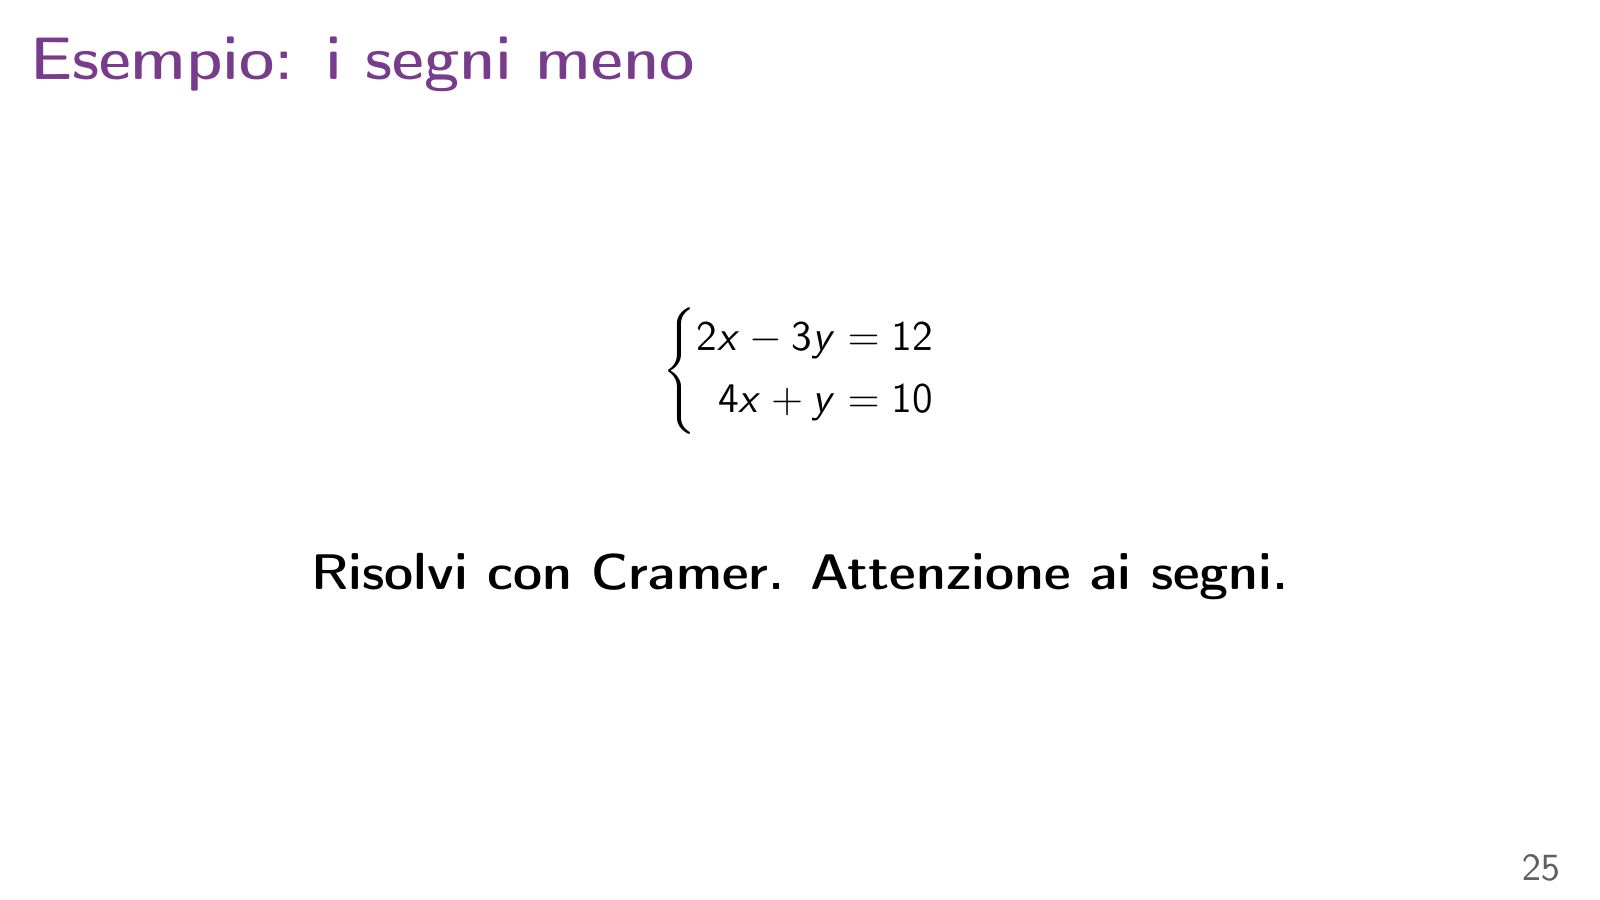 Esempio: i segni meno
2x − 3y = 12
4x + y = 10
Risolvi con Cramer. Attenzione ai segni.
25